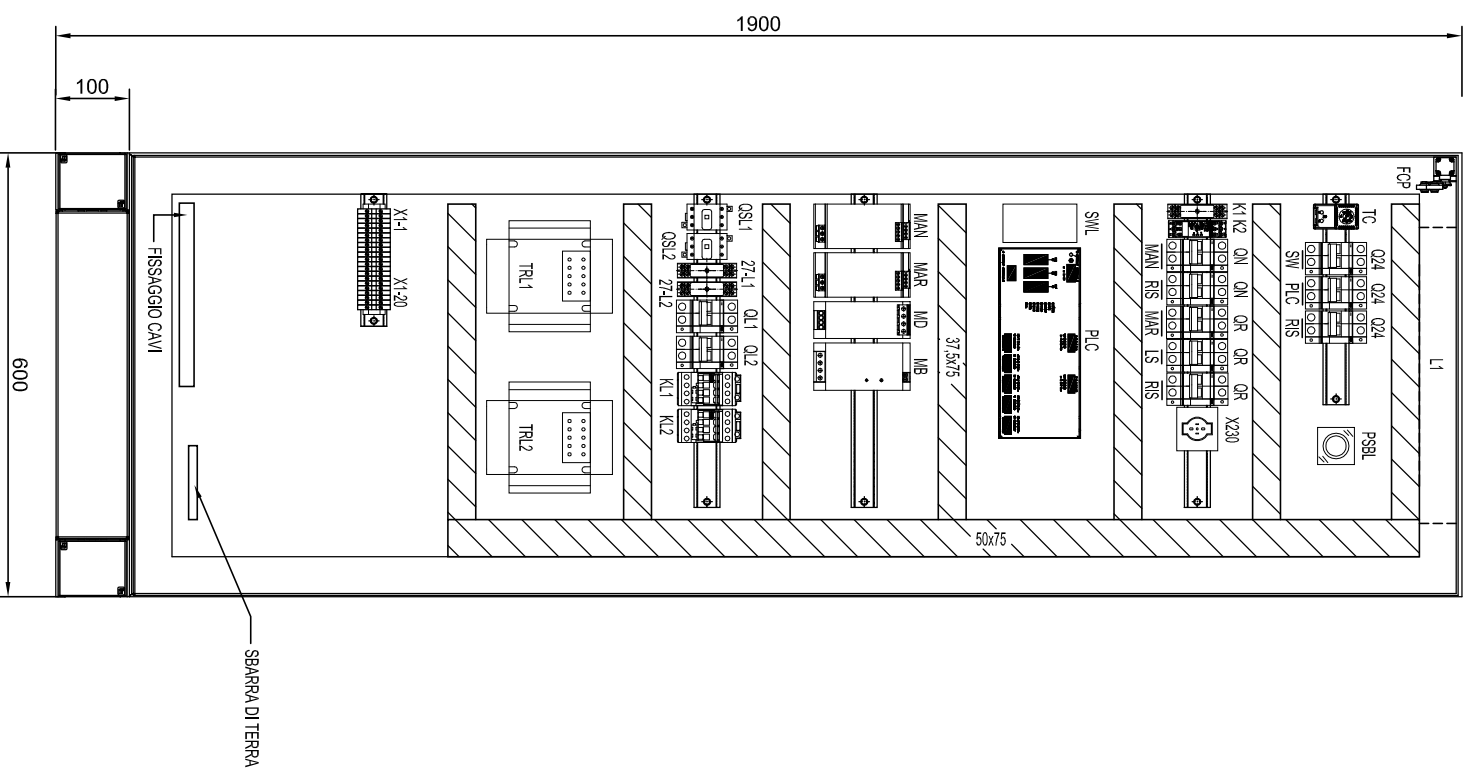 1900
100
600
FCP
L1
TC
Q24
Q24
Q24
SW
PLC
RIS
PSBL
K1 K2
QN
QN
QR
QR
QR
MAN
RIS
MAR
LS
RIS
X230
SWL
PLC
MAN
MAR
MD
MB
37,5x75
QSL1
QSL2
27-L1
27-L2
QL1
QL2
KL1
KL2
TRL1
TRL2
50x75
X1-1
X1-20
FISSAGGIO CAVI
SBARRA DI TERRA